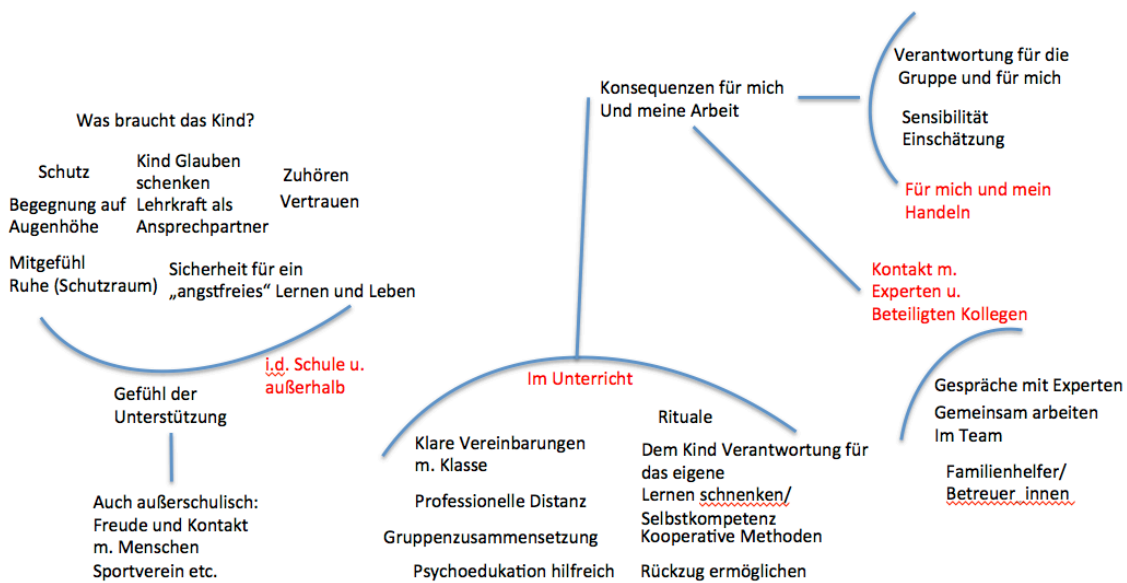 Was braucht das Kind?
Schutz
Kind Glauben
schenken
Zuhören
Begegnung auf
Augenhöhe
Lehrkraft als
Ansprechpartner
Vertrauen
Mitgefühl
Ruhe (Schutzraum)
Sicherheit für ein
„angstfreies“ Lernen und Leben
i.d. Schule u.
außerhalb
Gefühl der
Unterstützung
Auch außerschulisch:
Freude und Kontakt
m. Menschen
Sportverein etc.
Konsequenzen für mich
Und meine Arbeit
Verantwortung für die
Gruppe und für mich
Sensibilität
Einschätzung
Für mich und mein
Handeln
Kontakt m.
Experten u.
Beteiligten Kollegen
Gespräche mit Experten
Gemeinsam arbeiten
Im Team
Familienhelfer/
Betreuer_innen
Im Unterricht
Klare Vereinbarungen
m. Klasse
Professionelle Distanz
Gruppenzusammensetzung
Psychoedukation hilfreich
Rituale
Dem Kind Verantwortung für
das eigene
Lernen schnenken/
Selbstkompetenz
Kooperative Methoden
Rückzug ermöglichen